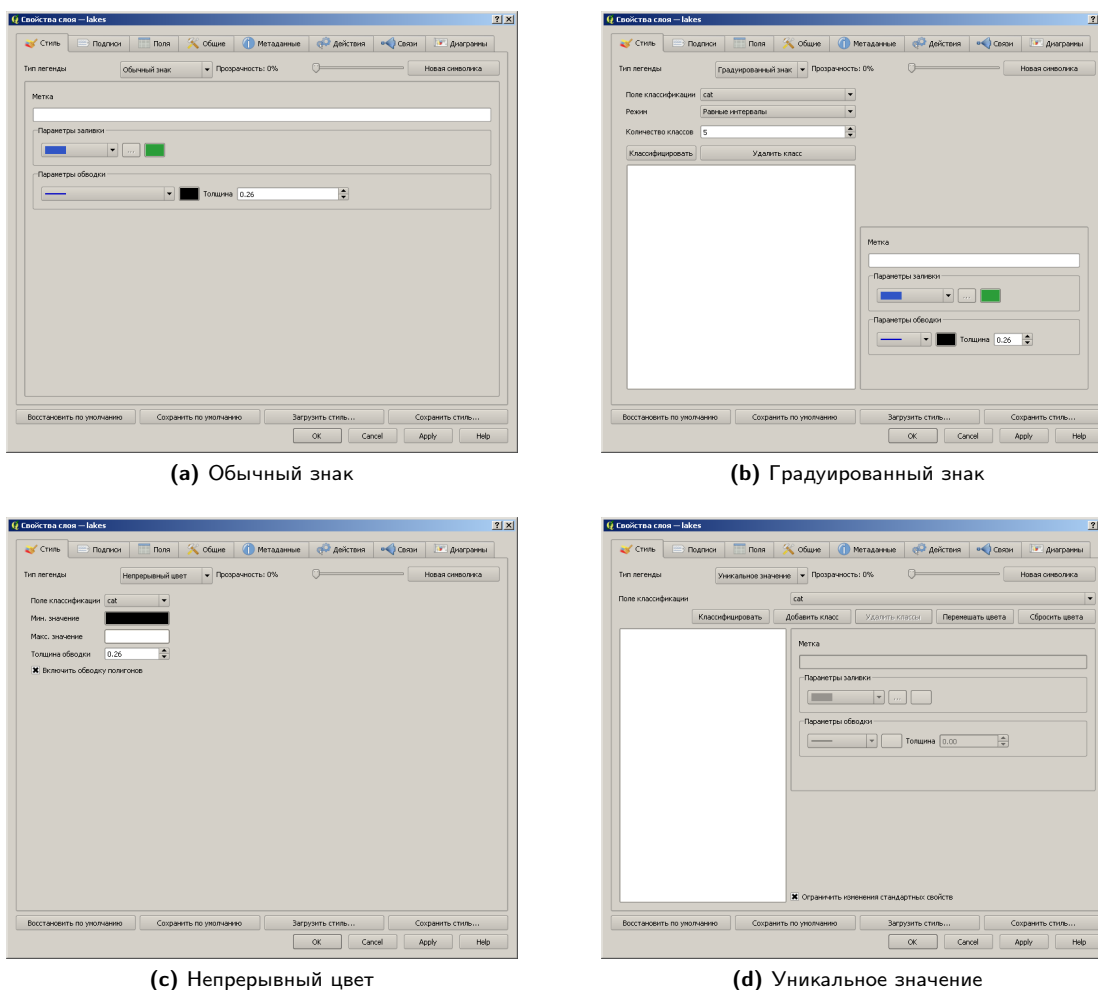 Свойства слоя — lakes
Стиль Подписи Поля Общие Метаданные Действия Связи Диаграммы
Тип легенды Обычный знак Прозрачность: 0% Новая символика
Метка
Параметры заливки
...
Параметры обводки
Толщина 0.26
Восстановить по умолчанию Сохранить по умолчанию Загрузить стиль... Сохранить стиль...
OK Cancel Apply Help
(a) Обычный знак
Свойства слоя — lakes
Стиль Подписи Поля Общие Метаданные Действия Связи Диаграммы
Тип легенды Градуированный знак Прозрачность: 0% Новая символика
Поле классификации cat
Режим Равные интервалы
Количество классов 5
Классифицировать Удалить класс
Метка
Параметры заливки
...
Параметры обводки
Толщина 0.26
Восстановить по умолчанию Сохранить по умолчанию Загрузить стиль... Сохранить стиль...
OK Cancel Apply Help
(b) Градуированный знак
Свойства слоя — lakes
Стиль Подписи Поля Общие Метаданные Действия Связи Диаграммы
Тип легенды Непрерывный цвет Прозрачность: 0% Новая символика
Поле классификации cat
Мин. значение
Макс. значение
Толщина обводки 0.26
Включить обводку полигонов
Восстановить по умолчанию Сохранить по умолчанию Загрузить стиль... Сохранить стиль...
OK Cancel Apply Help
(c) Непрерывный цвет
Свойства слоя — lakes
Стиль Подписи Поля Общие Метаданные Действия Связи Диаграммы
Тип легенды Уникальное значение Прозрачность: 0% Новая символика
Поле классификации cat
Классифицировать Добавить класс Удалить классы Перемешать цвета Сбросить цвета
Метка
Параметры заливки
...
Параметры обводки
Толщина 0.00
Ограничить изменения стандартных свойств
Восстановить по умолчанию Сохранить по умолчанию Загрузить стиль... Сохранить стиль...
OK Cancel Apply Help
(d) Уникальное значение